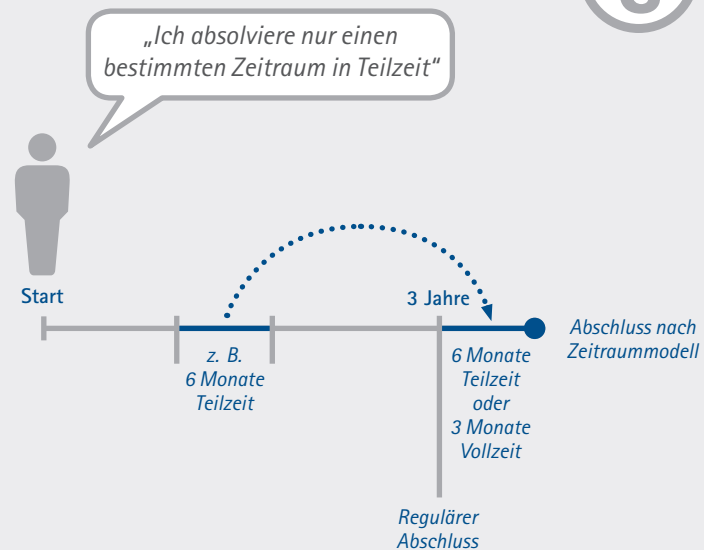 „Ich absolviere nur einen
bestimmten Zeitraum in Teilzeit“
Start
3 Jahre
z. B.
6 Monate
Teilzeit
6 Monate
Teilzeit
oder
3 Monate
Vollzeit
Abschluss nach
Zeitraummodell
Regulärer
Abschluss